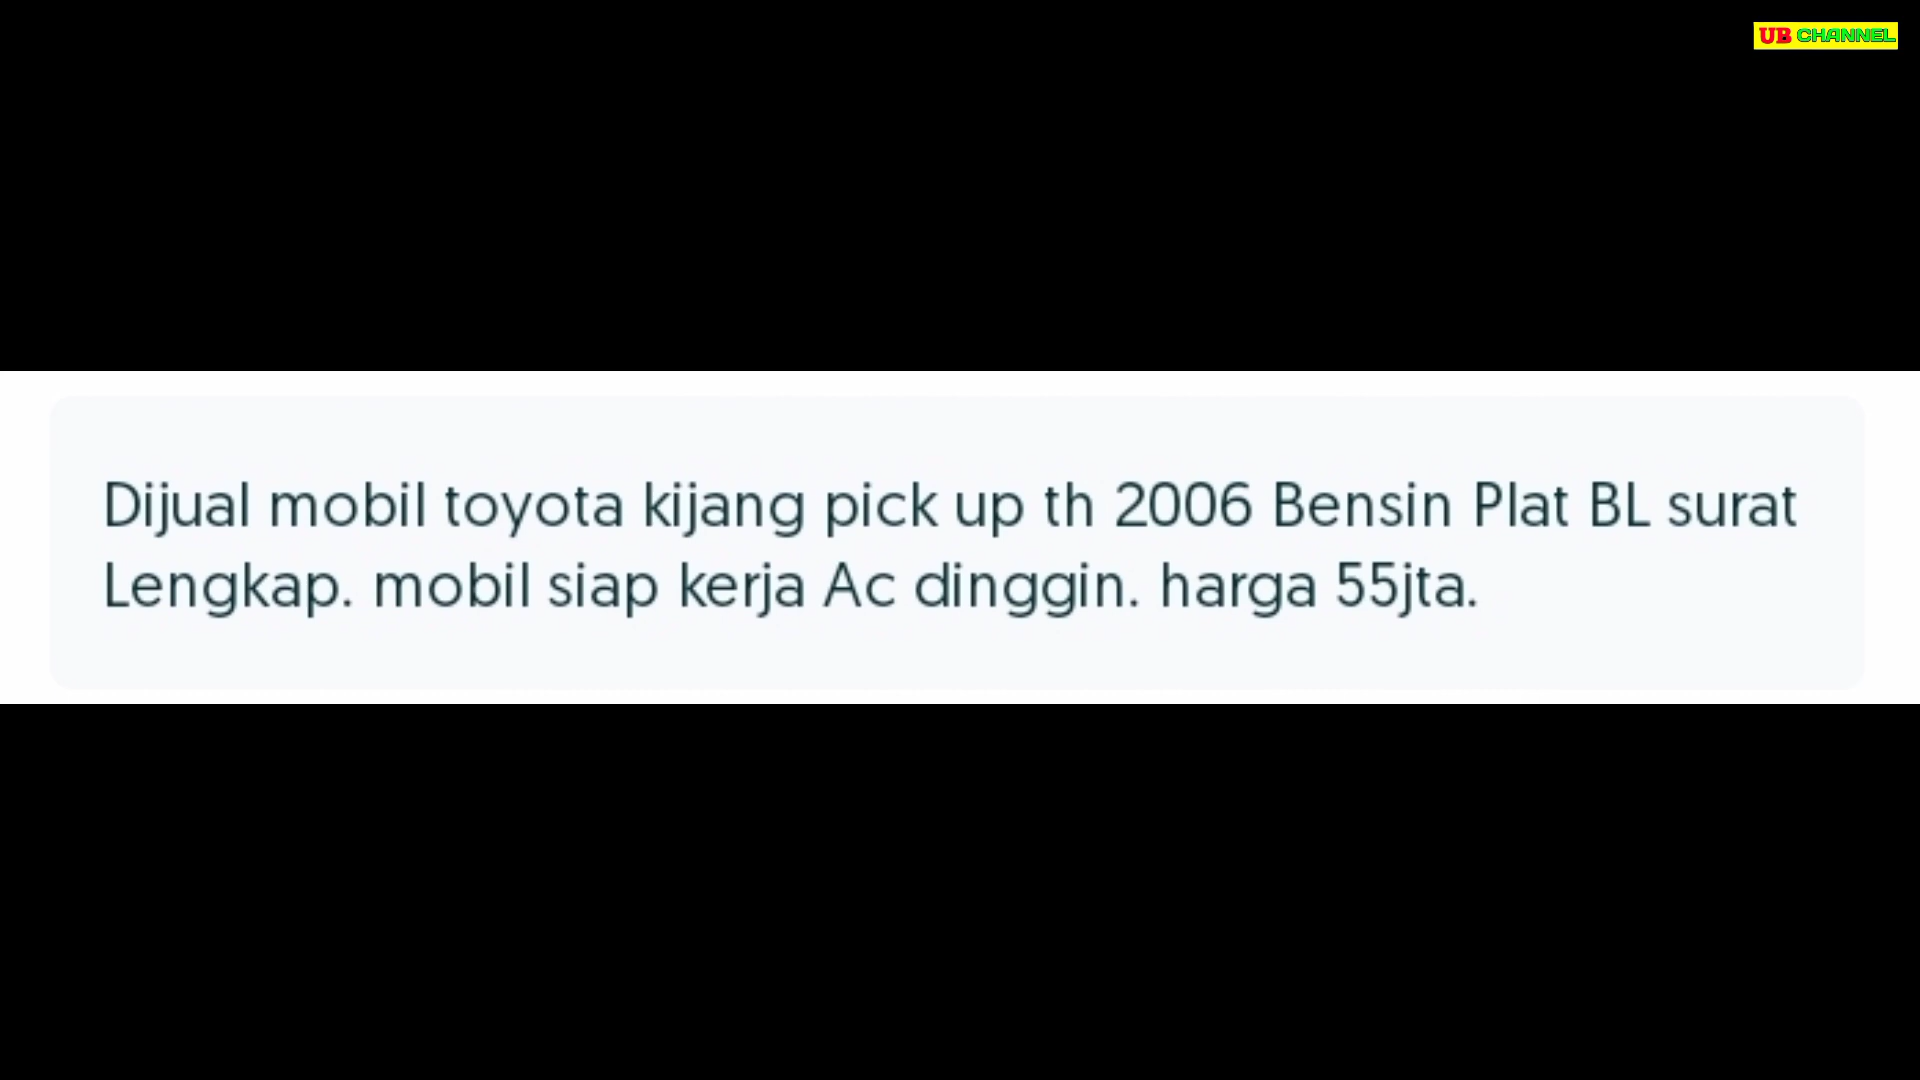 UB CHANNEL
Dijual mobil toyota kijang pick up th 2006 Bensin Plat BL surat
Lengkap. mobil siap kerja Ac dinggin. harga 55jta.